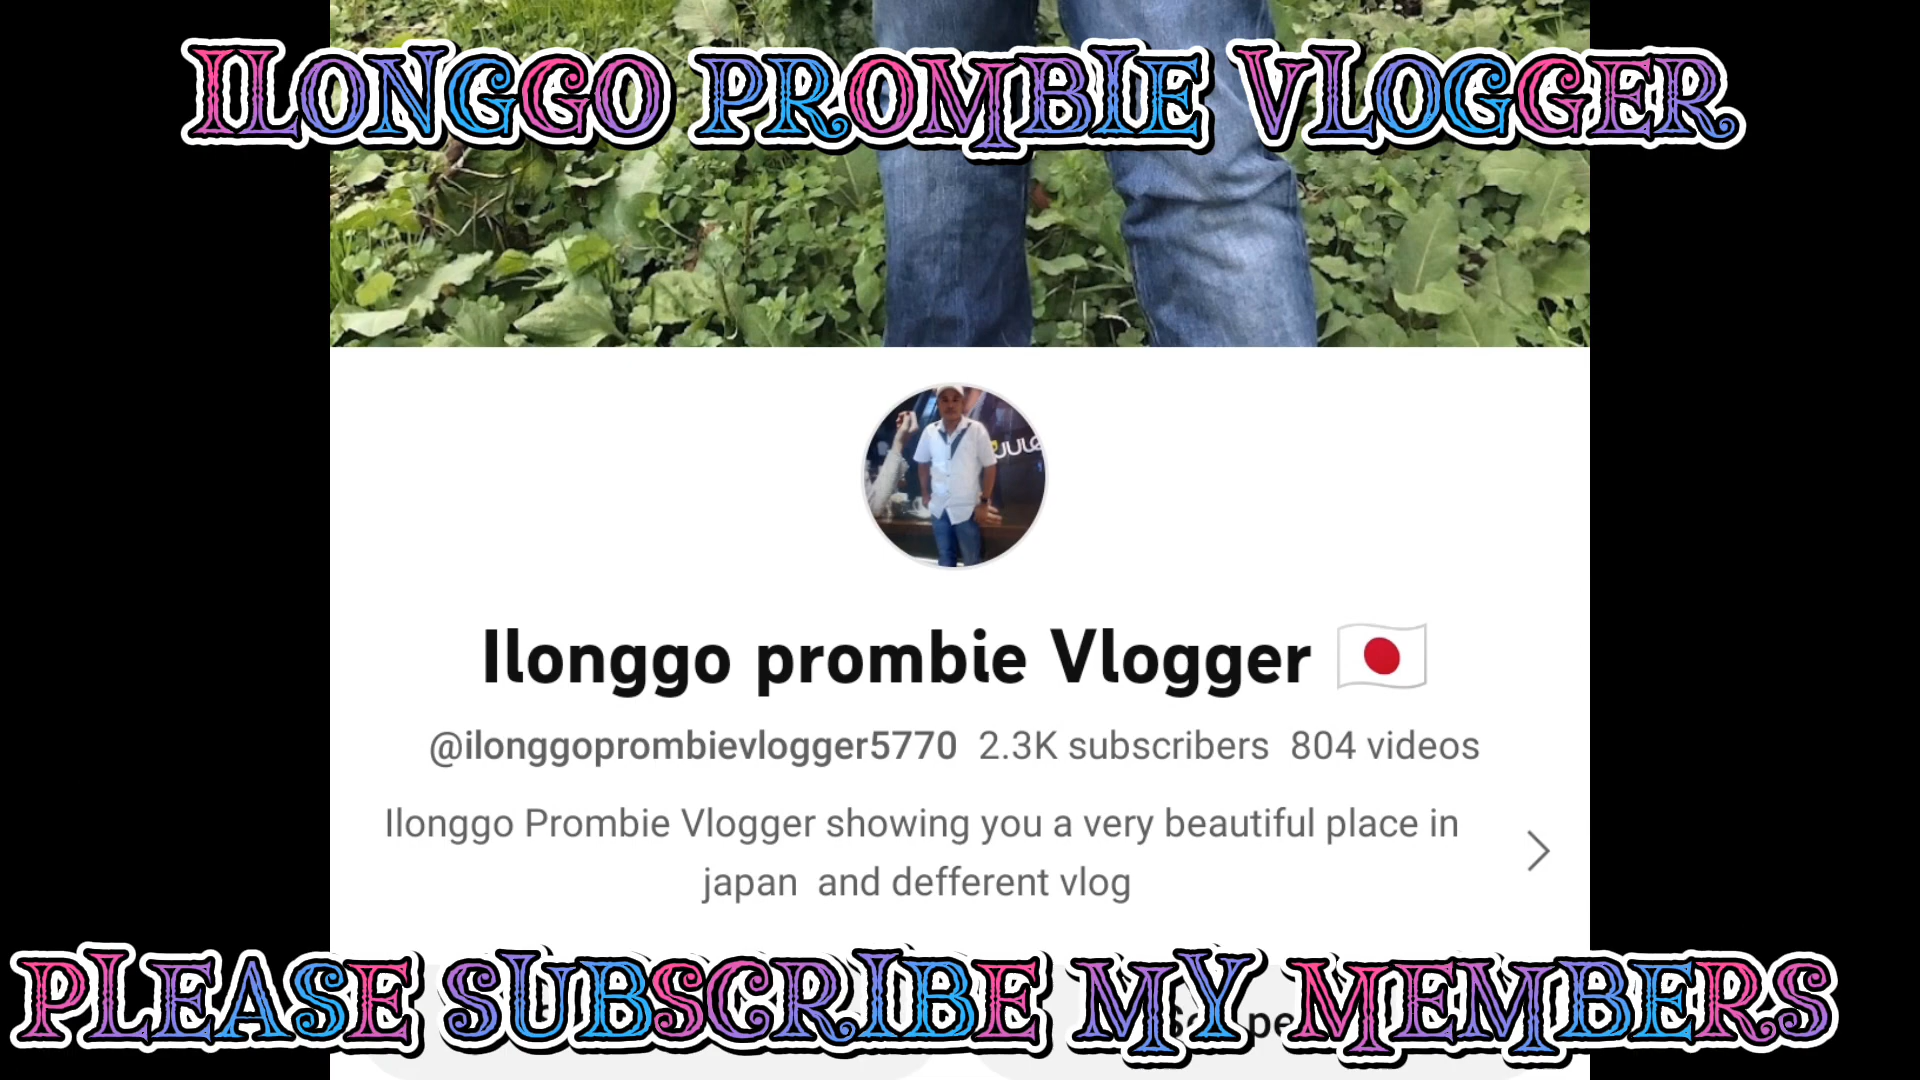 ILONGGO PROMBIE VLOGGER
Ilonggo prombie Vlogger
@ilonggoprombievlogger5770 2.3K subscribers 804 videos
Ilonggo Prombie Vlogger showing you a very beautiful place in
japan and defferent vlog
PLEASE SUBSCRIBE MY MEMBERS